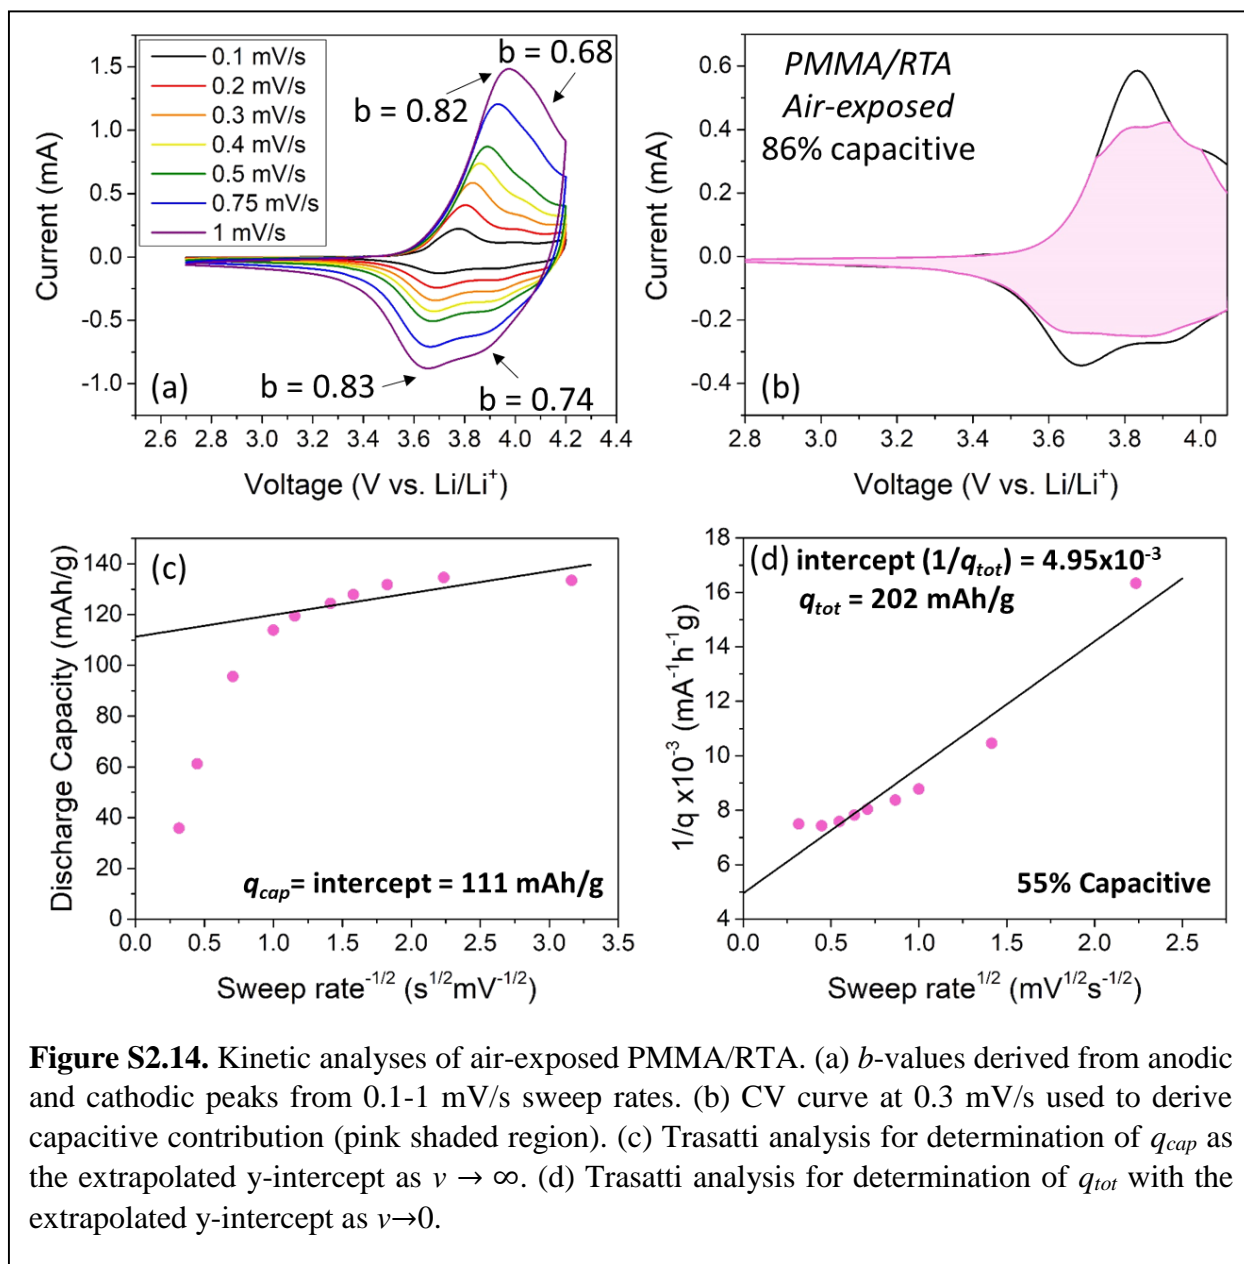 0.1 mV/s
0.2 mV/s
0.3 mV/s
0.4 mV/s
0.5 mV/s
0.75 mV/s
1 mV/s
b = 0.68
b = 0.82
b = 0.83
b = 0.74
(a)
1.5
1.0
0.5
0.0
-0.5
-1.0
Current (mA)
2.6 2.8 3.0 3.2 3.4 3.6 3.8 4.0 4.2 4.4
Voltage (V vs. Li/Li⁺)
PMMA/RTA
Air-exposed
86% capacitive
(b)
0.6
0.4
0.2
0.0
-0.2
-0.4
Current (mA)
2.8 3.1 3.4 3.6 3.8 4.0
Voltage (V vs. Li/Li⁺)
(c)
140
120
100
80
60
40
20
0
Discharge Capacity (mAh/g)
q_cap= intercept = 111 mAh/g
0.0 0.5 1.0 1.5 2.0 2.5 3.0 3.5
Sweep rate⁻¹/² (s¹/²mV⁻¹/²)
(d) intercept (1/q_tot) = 4.95x10⁻³
q_tot = 202 mAh/g
18
16
14
12
10
8
6
4
1/q x10⁻³ (mA⁻¹h⁻¹g)
55% Capacitive
0.0 0.5 1.0 1.5 2.0 2.5
Sweep rate¹/² (mV¹/²s⁻¹/²)
Figure S2.14. Kinetic analyses of air-exposed PMMA/RTA. (a) b-values derived from anodic
and cathodic peaks from 0.1-1 mV/s sweep rates. (b) CV curve at 0.3 mV/s used to derive
capacitive contribution (pink shaded region). (c) Trasatti analysis for determination of q_cap as
the extrapolated y-intercept as v → ∞. (d) Trasatti analysis for determination of q_tot with the
extrapolated y-intercept as v→0.